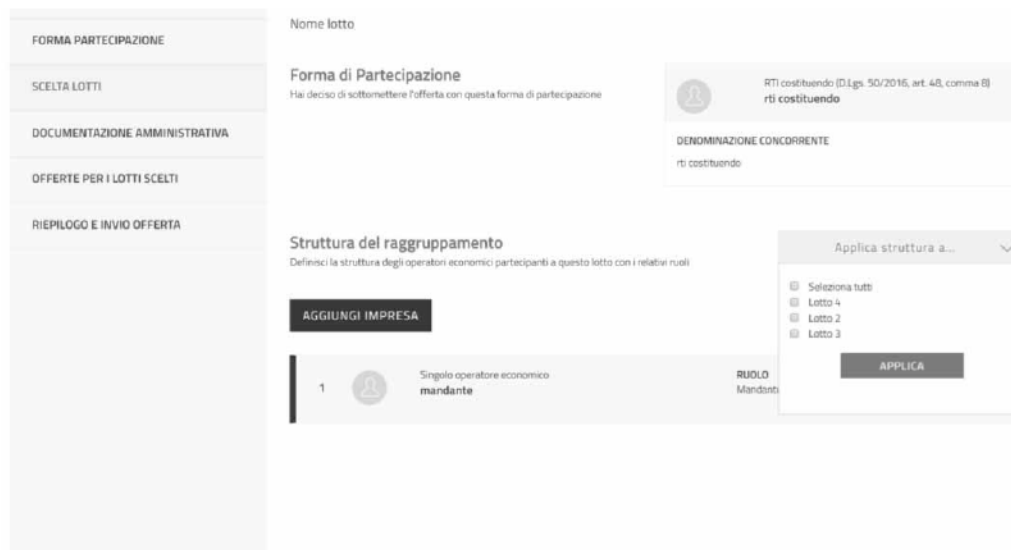 FORMA PARTECIPAZIONE
SCELTA LOTTI
DOCUMENTAZIONE AMMINISTRATIVA
OFFERTE PER I LOTTI SCELTI
RIEPILOGO E INVIO OFFERTA
Nome lotto
Forma di Partecipazione
Hai deciso di sottomettere l'offerta con questa forma di partecipazione
RTI costituendo (D.Lgs. 50/2016, art. 48, comma 8)
rti costituendo
DENOMINAZIONE CONCORRENTE
rti costituendo
Struttura del raggruppamento
Definisci la struttura degli operatori economici partecipanti a questo lotto con i relativi ruoli
Applica struttura a...
Seleziona tutti
Lotto 4
Lotto 2
Lotto 3
APPLICA
AGGIUNGI IMPRESA
1
Singolo operatore economico
mandante
RUOLO
Mandant